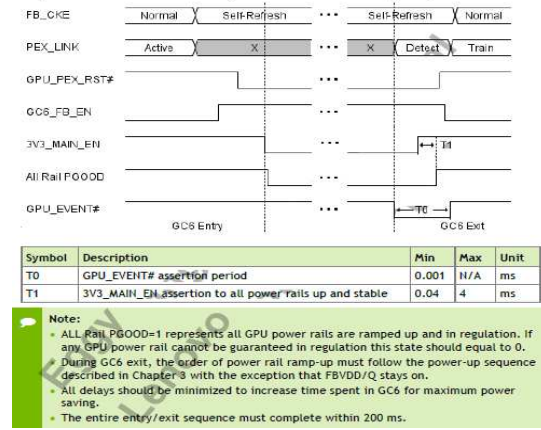 FB_CKE Normal Self-Refresh ... Self-Refresh Normal
PEX_LINK Active X ... X Detect Train
GPU_PEX_RST# ...
GC6_FB_EN ...
3V3_MAIN_EN ... T1
All Rail PGOOD ...
GPU_EVENT# ... T0
GC6 Entry GC6 Exit
Symbol Description Min Max Unit
T0 GPU_EVENT# assertion period 0.001 N/A ms
T1 3V3_MAIN_EN assertion to all power rails up and stable 0.04 4 ms
Note:
• ALL Rail PGOOD=1 represents all GPU power rails are ramped up and in regulation. If
any GPU power rail cannot be guaranteed in regulation this state should equal to 0.
• During GC6 exit, the order of power rail ramp-up must follow the power-up sequence
described in Chapter 3 with the exception that FBVDD/Q stays on.
• All delays should be minimized to increase time spent in GC6 for maximum power
saving.
• The entire entry/exit sequence must complete within 200 ms.
Lenovo